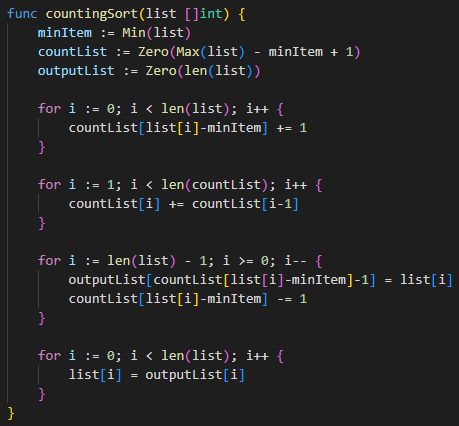 func countingSort(list []int) {
    minItem := Min(list)
    countList := Zero(Max(list) - minItem + 1)
    outputList := Zero(len(list))

    for i := 0; i < len(list); i++ {
        countList[list[i]-minItem] += 1
    }

    for i := 1; i < len(countList); i++ {
        countList[i] += countList[i-1]
    }

    for i := len(list) - 1; i >= 0; i-- {
        outputList[countList[list[i]-minItem]-1] = list[i]
        countList[list[i]-minItem] -= 1
    }

    for i := 0; i < len(list); i++ {
        list[i] = outputList[i]
    }
}